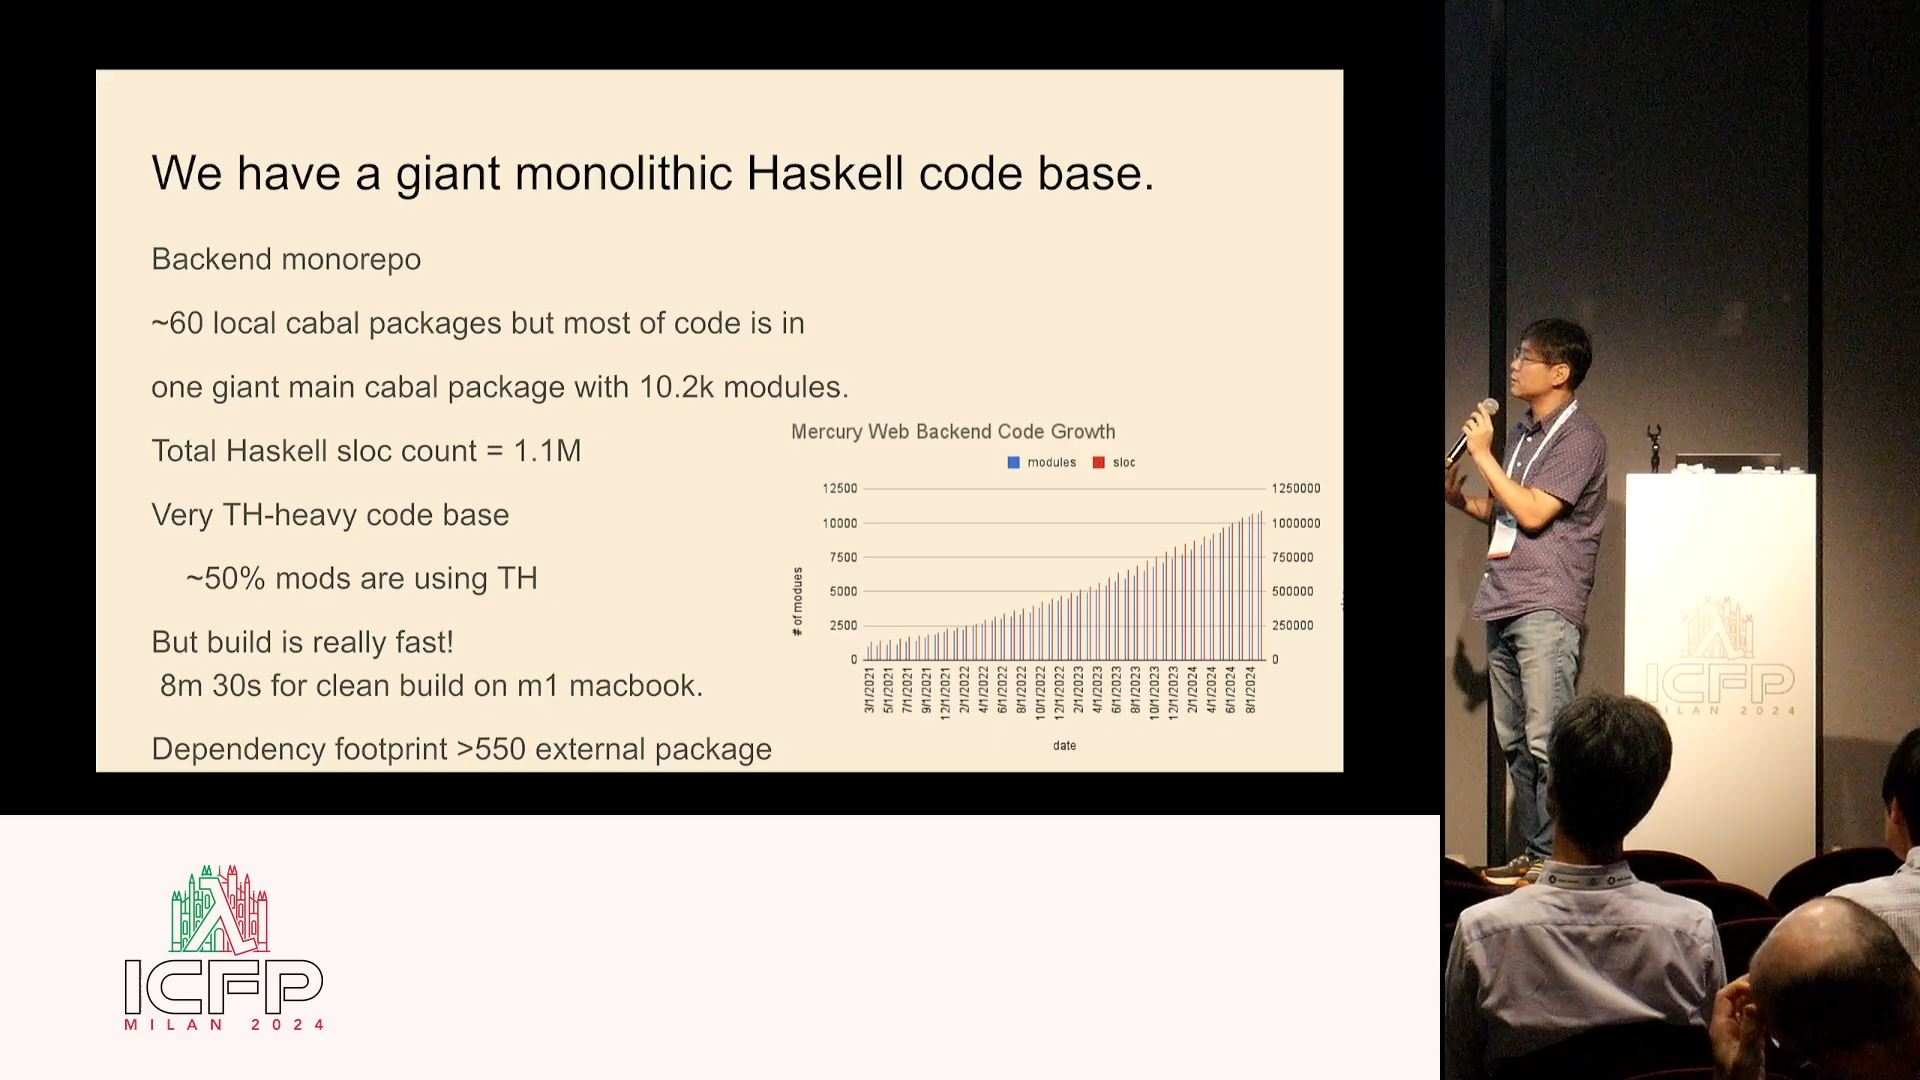 We have a giant monolithic Haskell code base.
Backend monorepo
~60 local cabal packages but most of code is in
one giant main cabal package with 10.2k modules.
Total Haskell sloc count = 1.1M
Very TH-heavy code base
~50% mods are using TH
But build is really fast!
8m 30s for clean build on m1 macbook.
Dependency footprint >550 external package
Mercury Web Backend Code Growth
modules sloc
12500 1250000
10000 1000000
7500 750000
5000 500000
2500 250000
0 0
# of modues
3/1/2021 5/1/2021 7/1/2021 9/1/2021 12/1/2021 2/1/2022 4/1/2022 6/1/2022 8/1/2022 10/1/2022 12/1/2022 2/1/2023 4/1/2023 6/1/2023 8/1/2023 10/1/2023 12/1/2023 2/1/2024 4/1/2024 6/1/2024 8/1/2024
date
ICFP
MILAN 2024
ICFP
MILAN 2024